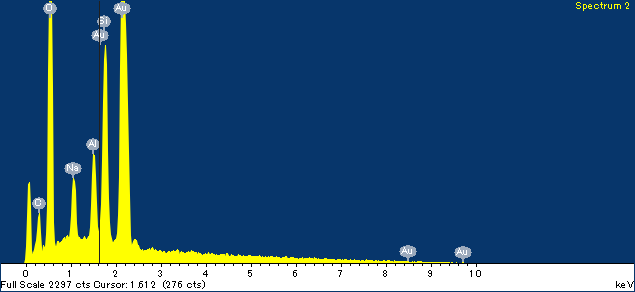 Spectrum 2
O Au
Si
Au
Al
Na
C
Au Au
0 1 2 3 4 5 6 7 8 9 10
Full Scale 2297 cts Cursor: 1.612 (276 cts) keV